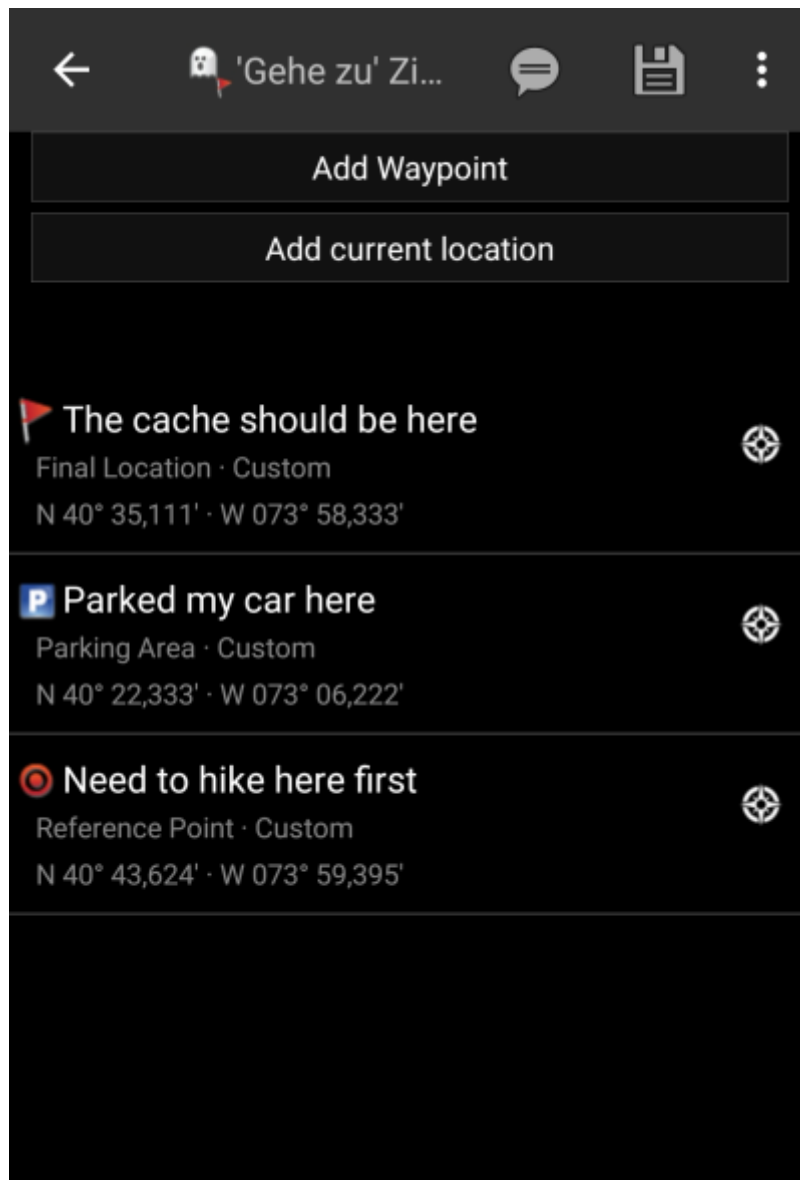 'Gehe zu' Zi...
Add Waypoint
Add current location
The cache should be here
Final Location · Custom
N 40° 35,111' · W 073° 58,333'
P Parked my car here
Parking Area · Custom
N 40° 22,333' · W 073° 06,222'
Need to hike here first
Reference Point · Custom
N 40° 43,624' · W 073° 59,395'